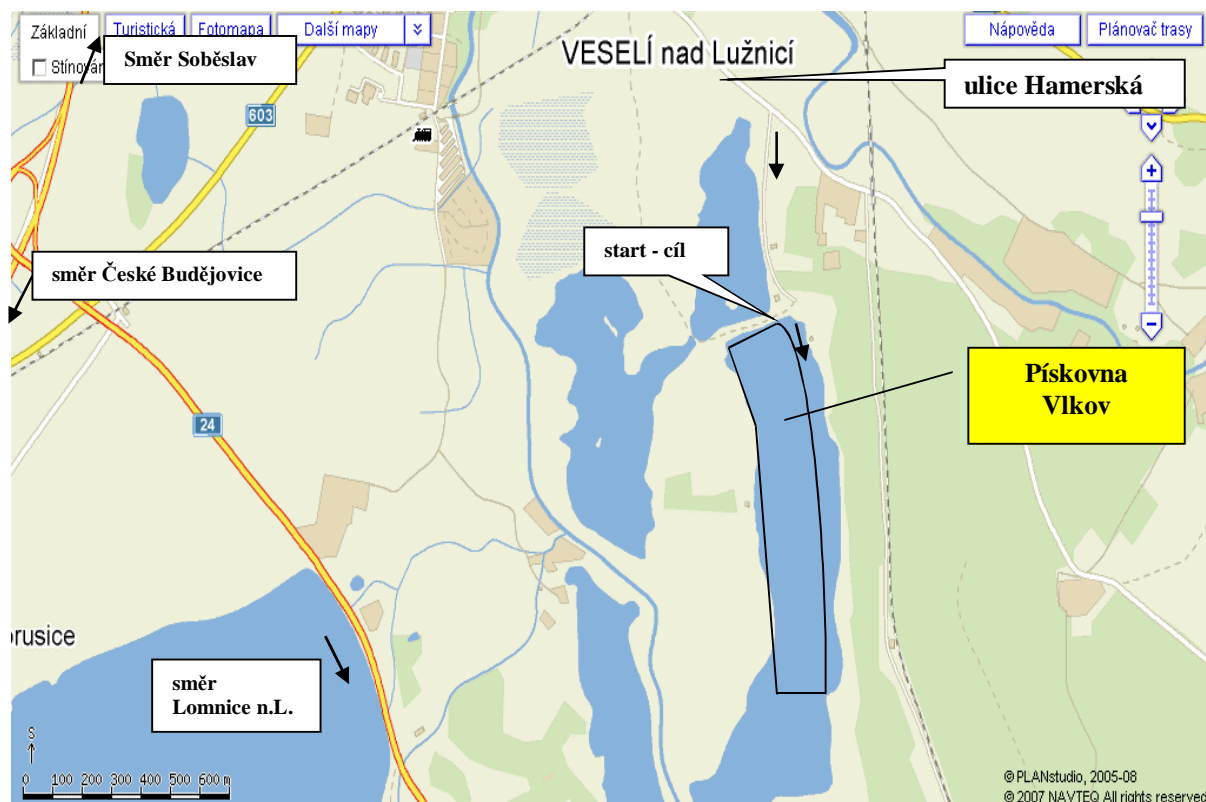 Základní
Turistická
Fotomapa
Další mapy
Nápověda
Plánovač trasy
Směr Soběslav
VESELÍ nad Lužnicí
ulice Hamerská
603
start - cíl
směr České Budějovice
Pískovna
Vlkov
24
rusice
směr
Lomnice n.L.
S
0 100 200 300 400 500 600 m
© PLANstudio, 2005-08
© 2007 NAVTEQ All rights reserved